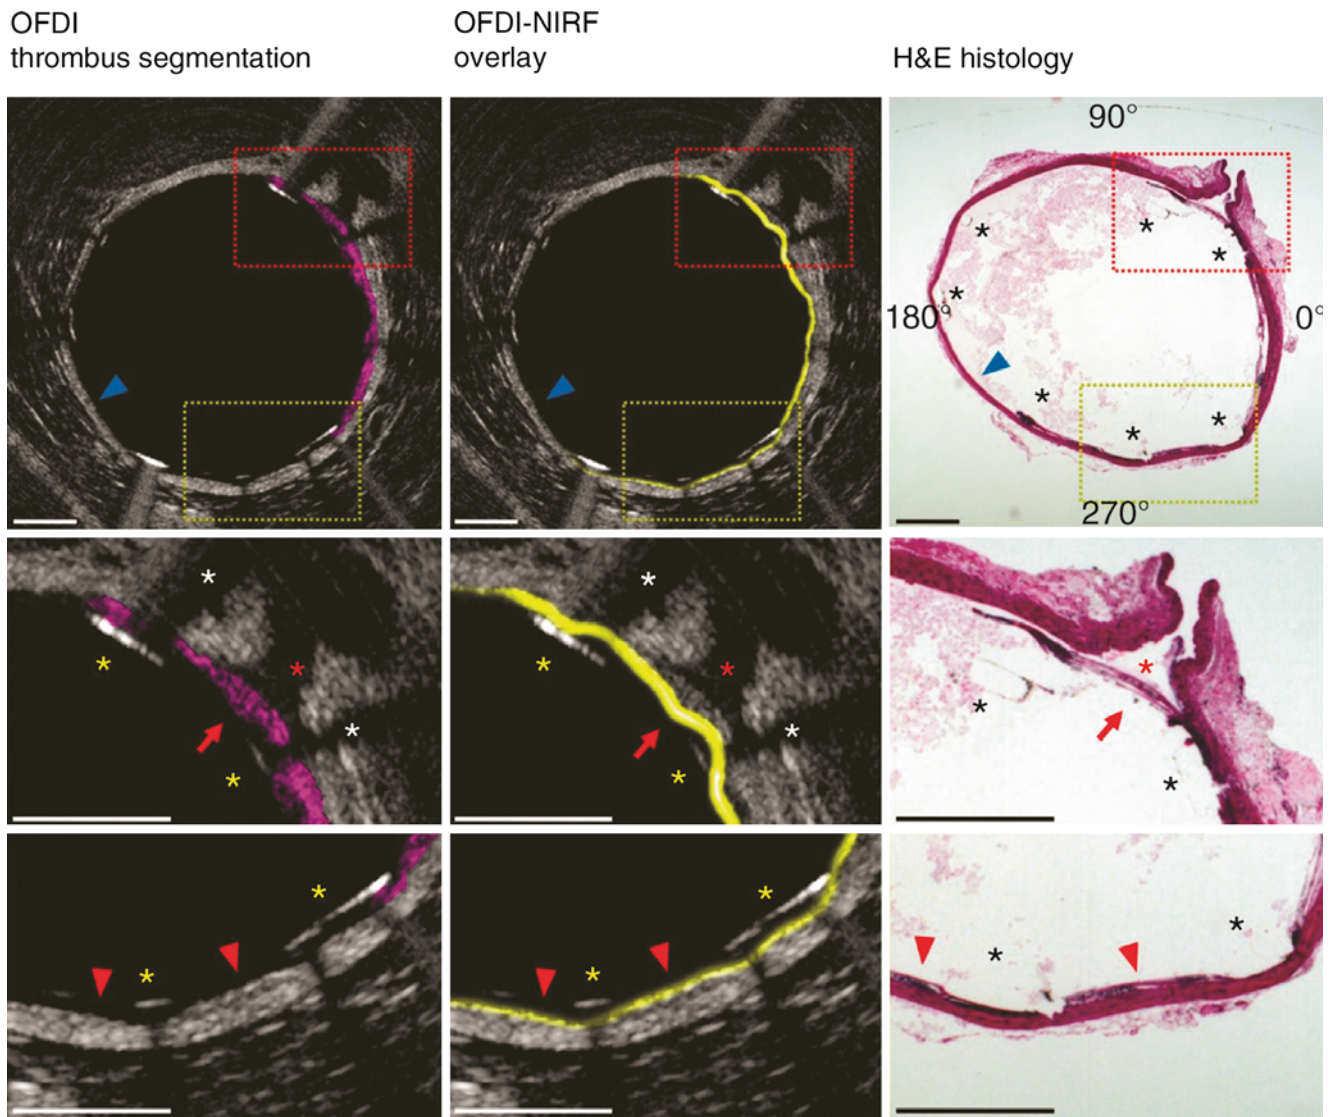 OFDI
thrombus segmentation
OFDI-NIRF
overlay
H&E histology
90°
180°
0°
270°